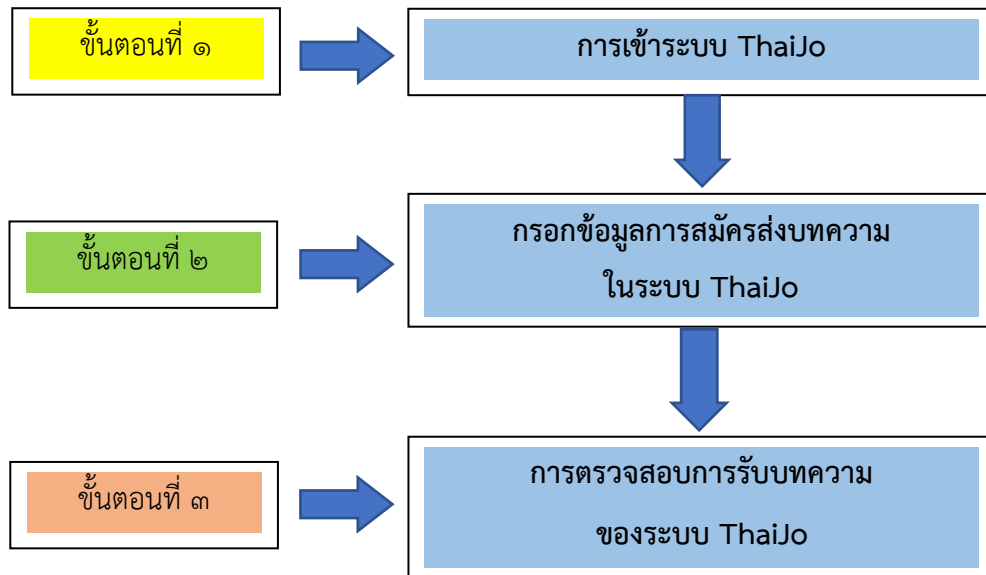 ขั้นตอนที่ ๑
การเข้าระบบ ThaiJo
ขั้นตอนที่ ๒
กรอกข้อมูลการสมัครส่งบทความ
ในระบบ ThaiJo
ขั้นตอนที่ ๓
การตรวจสอบการรับบทความ
ของระบบ ThaiJo